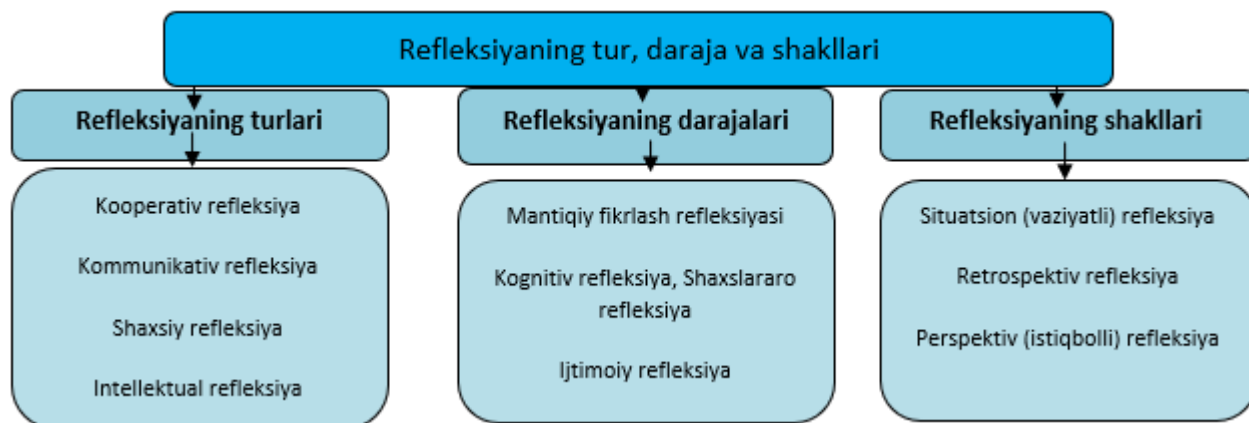 Refleksiyaning tur, daraja va shakllari
Refleksiyaning turlari
Kooperativ refleksiya
Kommunikativ refleksiya
Shaxsiy refleksiya
Intellektual refleksiya
Refleksiyaning darajalari
Mantiqiy fikrlash refleksiyasi
Kognitiv refleksiya, Shaxslararo
refleksiya
Ijtimoiy refleksiya
Refleksiyaning shakllari
Situatsion (vaziyatli) refleksiya
Retrospektiv refleksiya
Perspektiv (istiqbolli) refleksiya